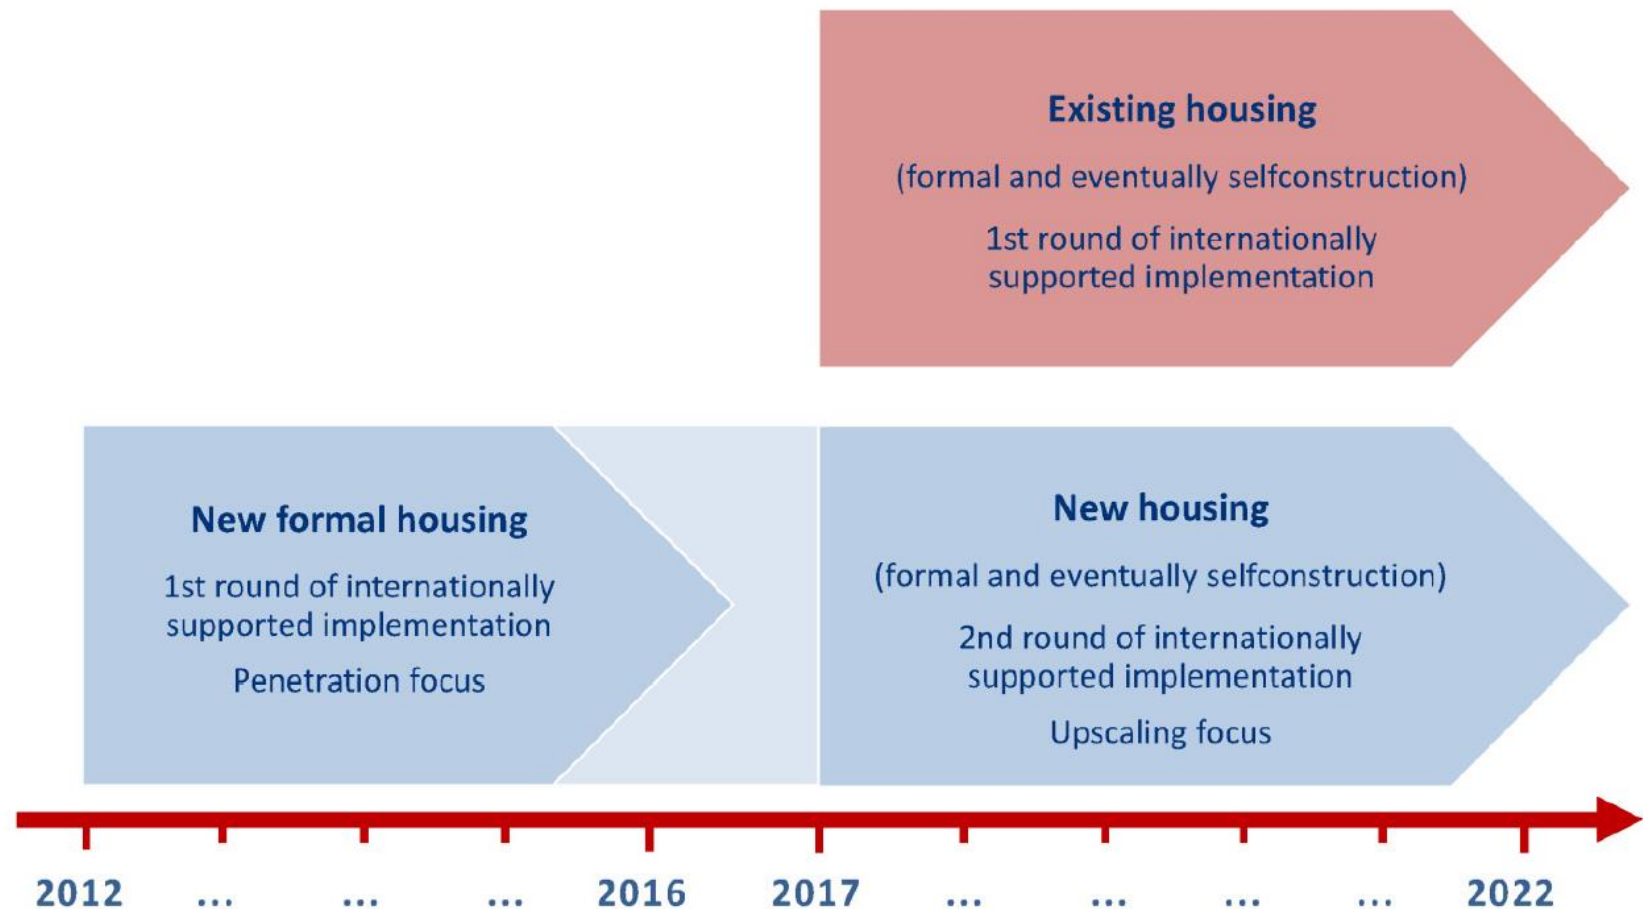 Existing housing
(formal and eventually selfconstruction)
1st round of internationally
supported implementation
New formal housing
1st round of internationally
supported implementation
Penetration focus
New housing
(formal and eventually selfconstruction)
2nd round of internationally
supported implementation
Upscaling focus
2012 ... ... ... 2016 2017 ... ... ... ... 2022